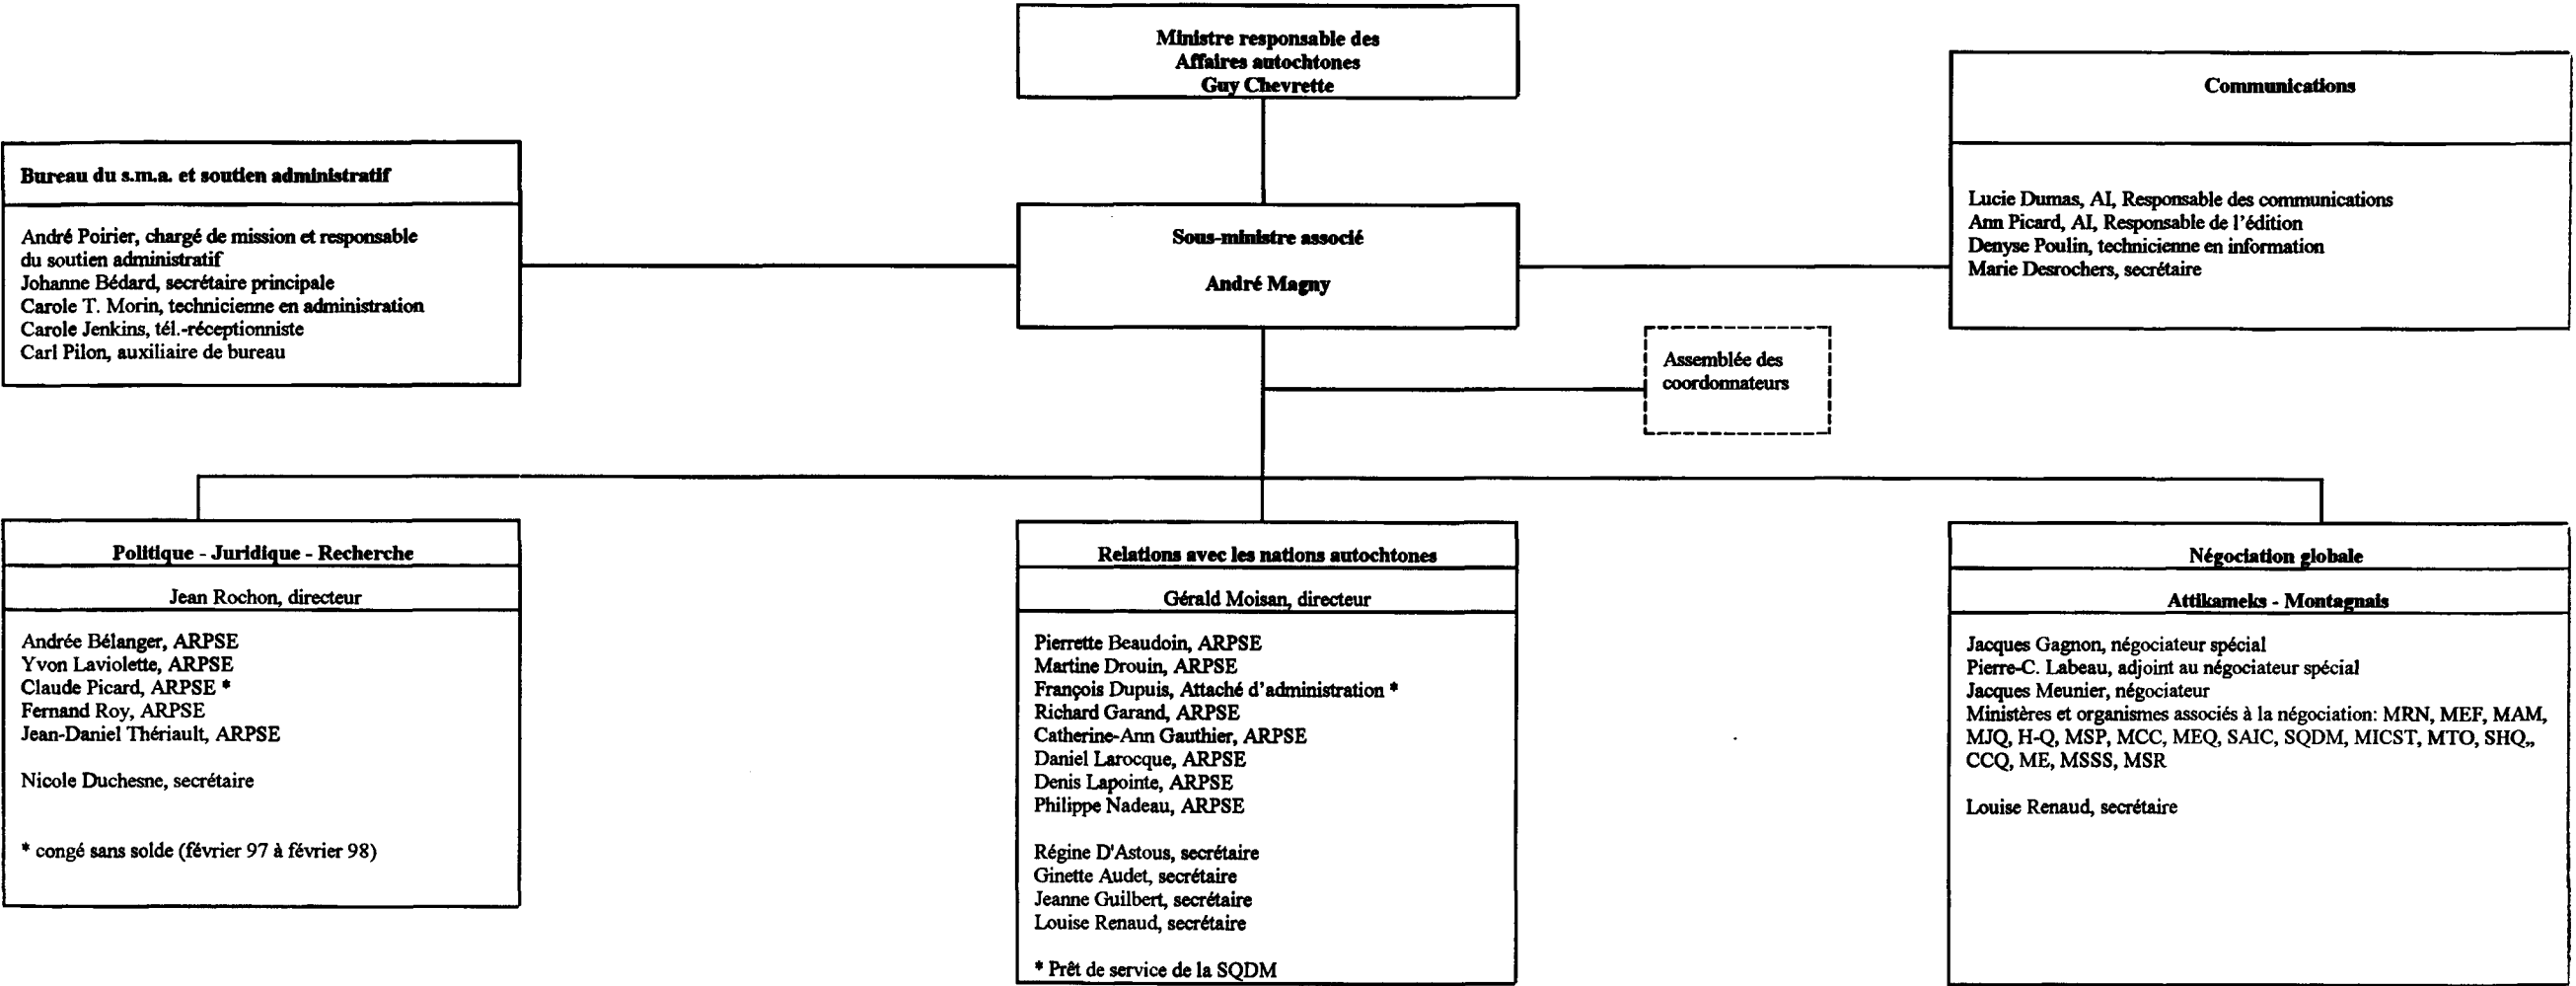 Ministre responsable des
Affaires autochtones
Guy Chevrette
Communications
Lucie Dumas, AI, Responsable des communications
Ann Picard, AI, Responsable de l'édition
Denyse Poulin, technicienne en information
Marie Desrochers, secrétaire
Bureau du s.m.a. et soutien administratif
André Poirier, chargé de mission et responsable
du soutien administratif
Johanne Bédard, secrétaire principale
Carole T. Morin, technicienne en administration
Carole Jenkins, tél.-réceptionniste
Carl Pilon, auxiliaire de bureau
Sous-ministre associé
André Magny
Assemblée des
coordonnateurs
Politique - Juridique - Recherche
Jean Rochon, directeur
Andrée Bélanger, ARPSE
Yvon Laviolette, ARPSE
Claude Picard, ARPSE *
Fernand Roy, ARPSE
Jean-Daniel Thériault, ARPSE
Nicole Duchesne, secrétaire
* congé sans solde (février 97 à février 98)
Relations avec les nations autochtones
Gérald Moisan, directeur
Pierrette Beaudoin, ARPSE
Martine Drouin, ARPSE
François Dupuis, Attaché d'administration *
Richard Garand, ARPSE
Catherine-Ann Gauthier, ARPSE
Daniel Larocque, ARPSE
Denis Lapointe, ARPSE
Philippe Nadeau, ARPSE
Régine D'Astous, secrétaire
Ginette Audet, secrétaire
Jeanne Guilbert, secrétaire
Louise Renaud, secrétaire
* Prêt de service de la SQDM
Négociation globale
Attikameks - Montagnais
Jacques Gagnon, négociateur spécial
Pierre-C. Labeau, adjoint au négociateur spécial
Jacques Meunier, négociateur
Ministères et organismes associés à la négociation: MRN, MEF, MAM,
MJQ, H-Q, MSP, MCC, MEQ, SAIC, SQDM, MICST, MTO, SHQ,,
CCQ, ME, MSSS, MSR
Louise Renaud, secrétaire